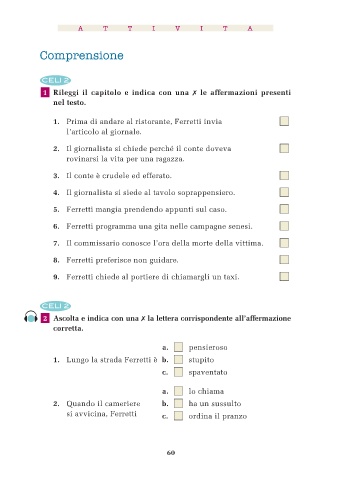 A T T I V I T A
Comprensione
CELI 2
1 Rileggi il capitolo e indica con una ✗ le affermazioni presenti
nel testo.
1. Prima di andare al ristorante, Ferretti invia
l'articolo al giornale.
2. Il giornalista si chiede perché il conte doveva
rovinarsi la vita per una ragazza.
3. Il conte è crudele ed efferato.
4. Il giornalista si siede al tavolo soprappensiero.
5. Ferretti mangia prendendo appunti sul caso.
6. Ferretti programma una gita nelle campagne senesi.
7. Il commissario conosce l'ora della morte della vittima.
8. Ferretti preferisce non guidare.
9. Ferretti chiede al portiere di chiamargli un taxi.
CELI 2
2 Ascolta e indica con una ✗ la lettera corrispondente all'affermazione
corretta.
a. pensieroso
1. Lungo la strada Ferretti è b. stupito
c. spaventato
a. lo chiama
2. Quando il cameriere b. ha un sussulto
si avvicina, Ferretti c. ordina il pranzo
60